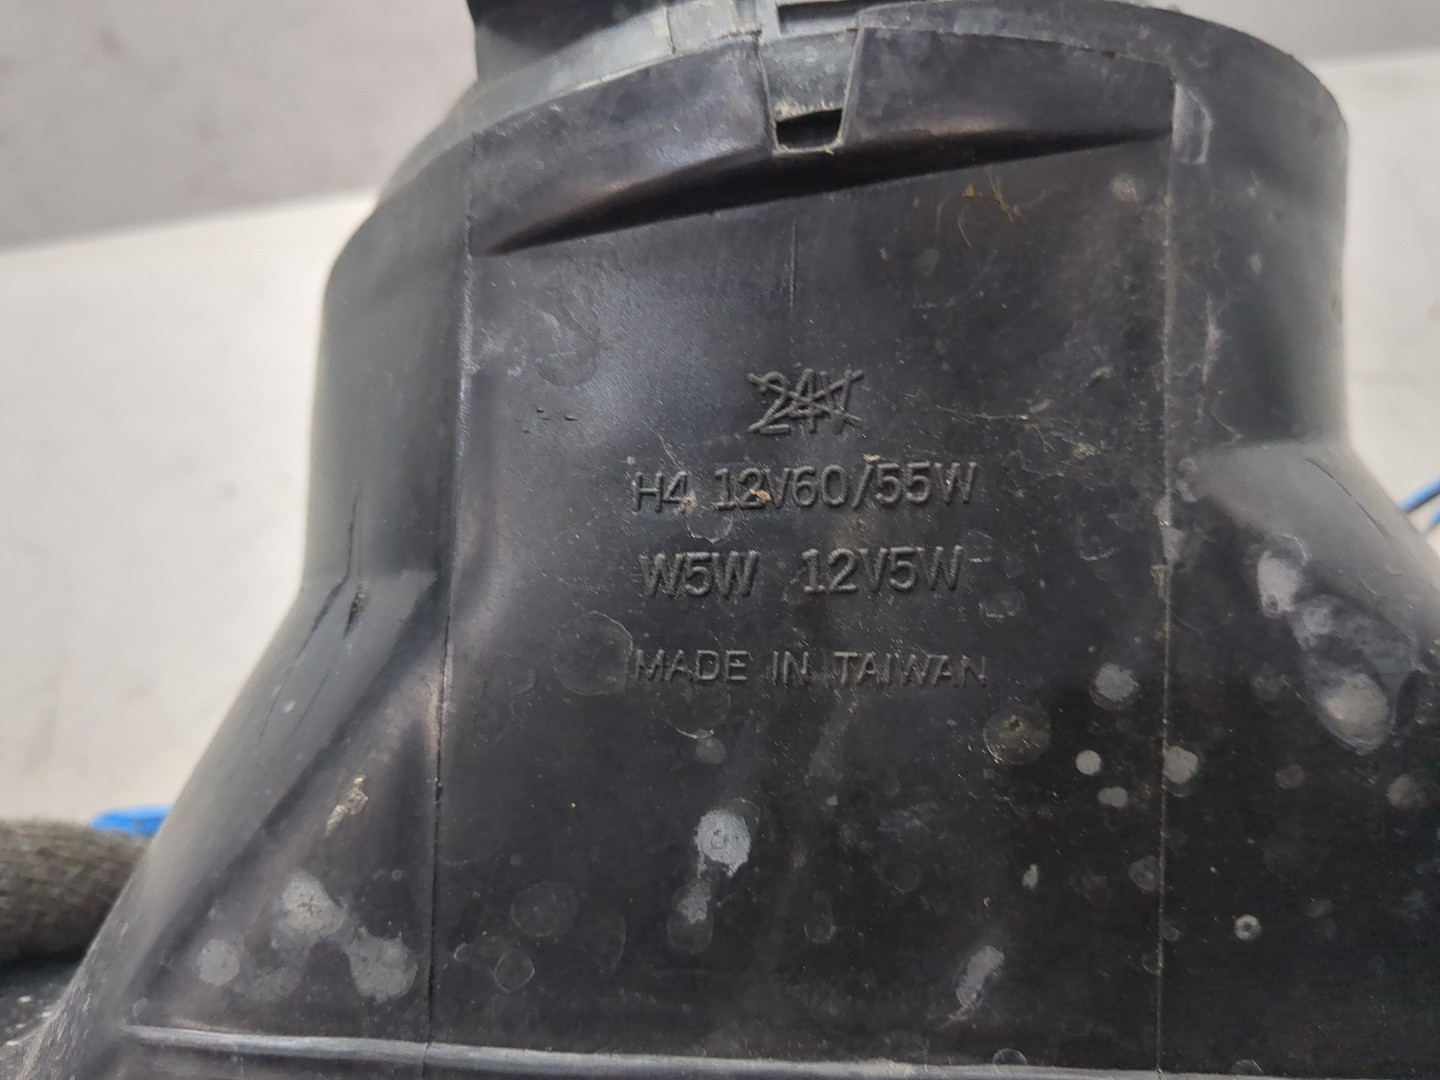 24V
H4 12V60/55W
W5W 12V5W
MADE IN TAIWAN